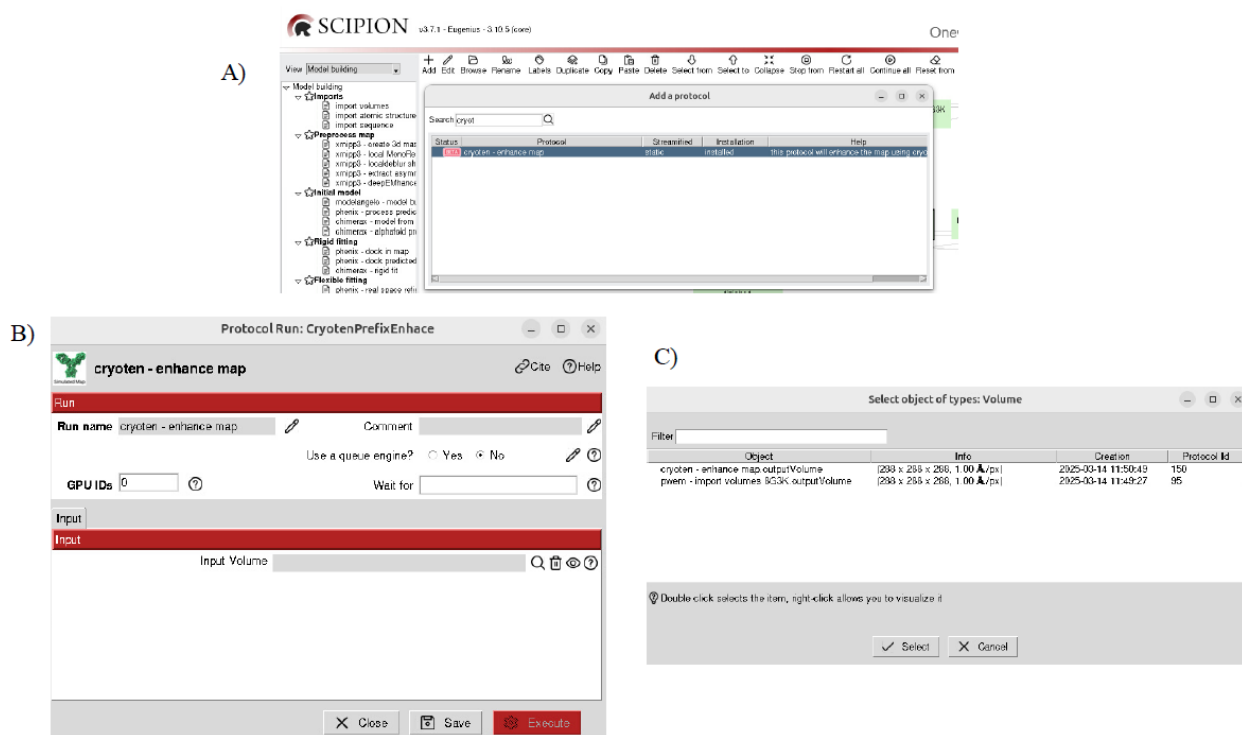 SCIPION v3.7.1 - Eugenius - 3.10.5 (core)
One
A)
View Model building
Add Edit Browse Rename Labels Duplicate Copy Paste Delete Select from Select to Collapse Stop from Restart all Continue all Reset from
Model building
Imports
import volumes
import atomic structure
import sequence
Preprocess map
xmipp3 - create 3d mas
xmipp3 - local MonoRe
xmipp3 - localdeblur sh
xmipp3 - extract asymm
xmipp3 - deepEMhance
Initial model
modelangelo - model bu
phenix - process predic
chimerax - model from
chimerax - alphafold pr
Rigid fitting
phenix - dock in map
phenix - dock predicted
chimerax - rigid fit
Flexible fitting
phenix - real space refi
Add a protocol
Search cryot
Status Protocol Streamified Installation Help
cryoten - enhance map static installed this protocol will enhance the map using cryo
G3K
B)
Protocol Run: CryotenPrefixEnhace
Simulated Map
cryoten - enhance map Cite Help
Run
Run name cryoten - enhance map Comment
Use a queue engine? Yes No
GPU IDs 0 Wait for
Input
Input
Input Volume
Close Save Execute
C)
Select object of types: Volume
Filter
Object Info Creation Protocol Id
cryoten - enhance map.outputVolume (288 x 288 x 288, 1.00 Å/px) 2025-03-14 11:50:49 150
pwem - import volumes 6G3K.outputVolume (288 x 288 x 288, 1.00 Å/px) 2025-03-14 11:49:27 95
Double click selects the item, right-click allows you to visualize it
Select Cancel